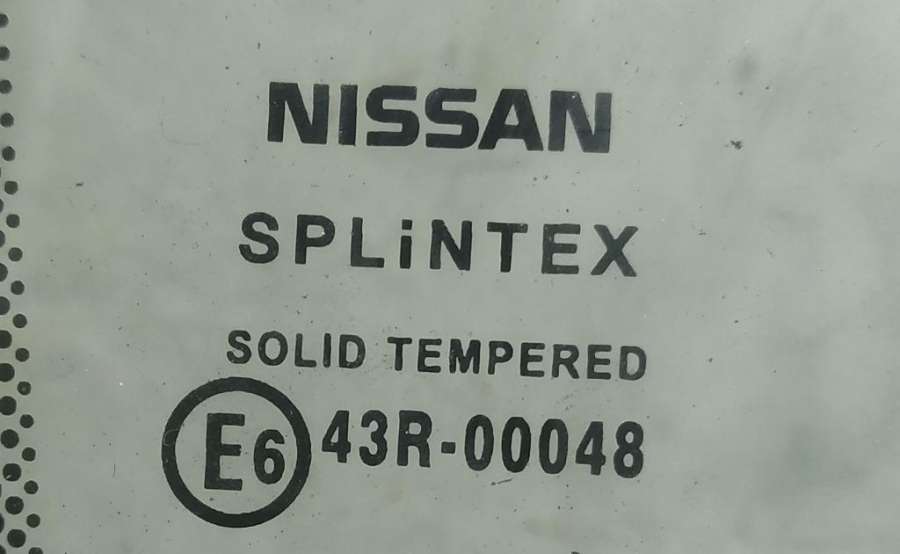 NISSAN
SPLiNTEX
SOLID TEMPERED
E6 43R-00048